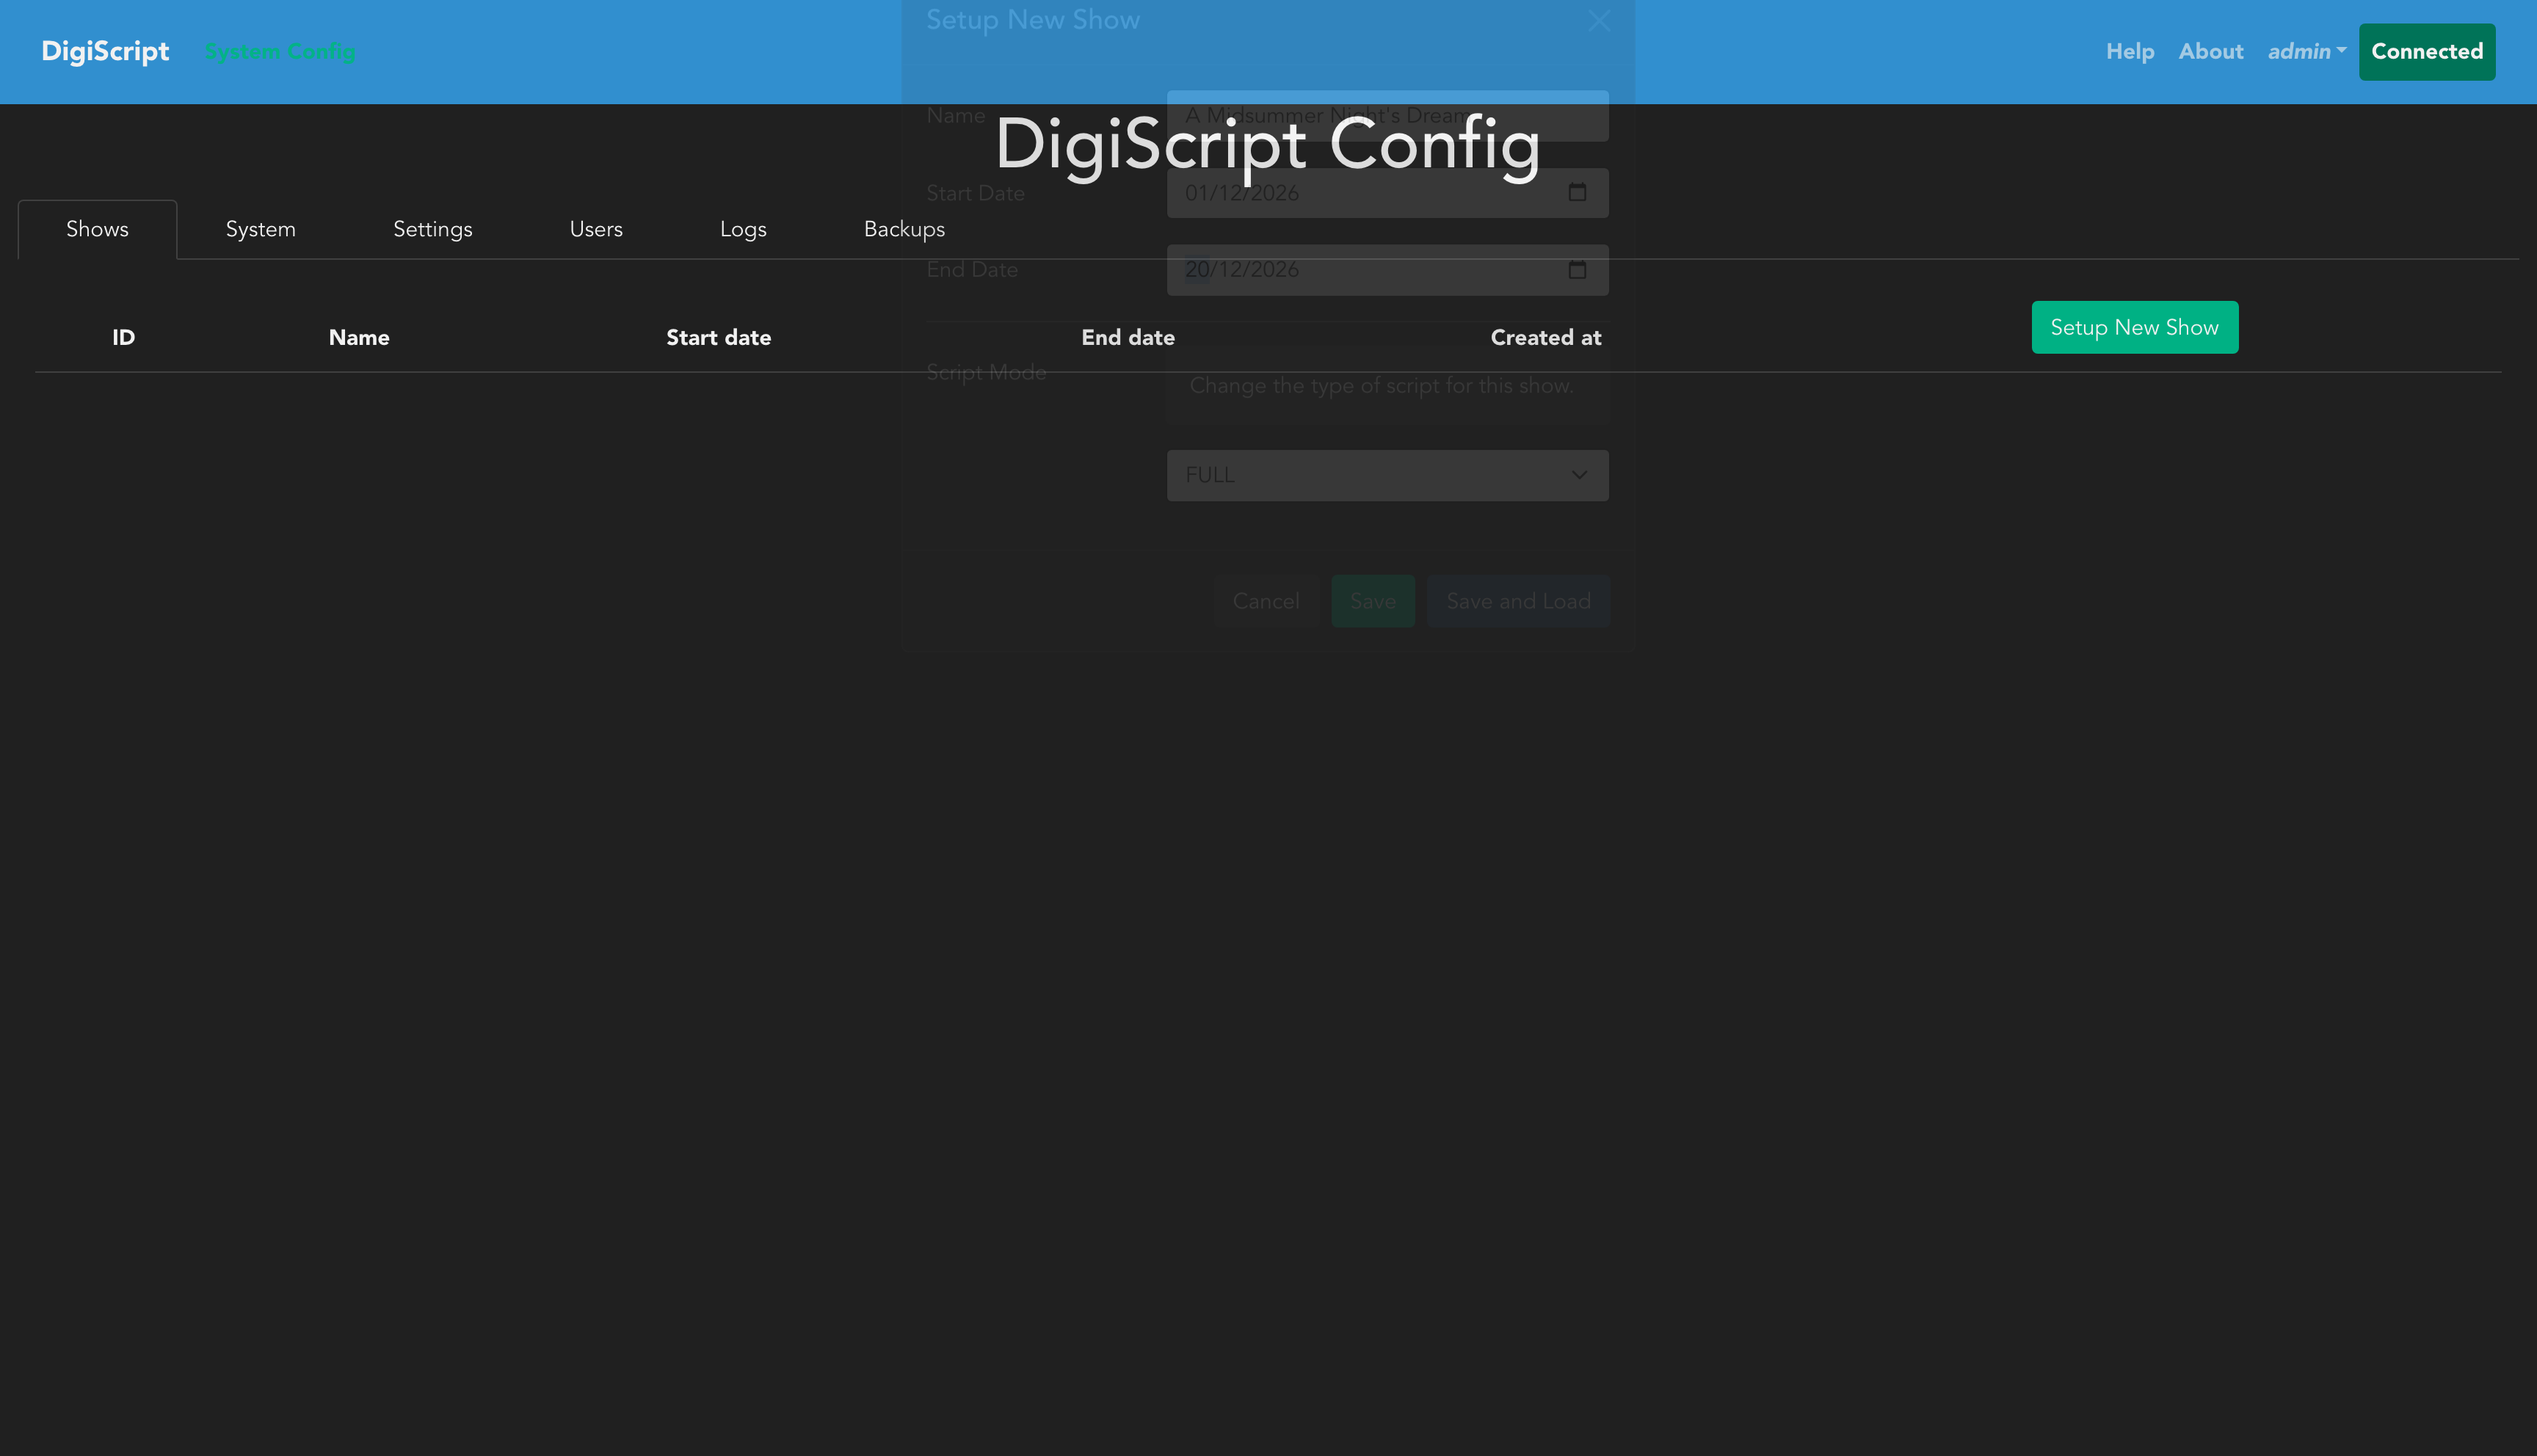 DigiScript System Config Help About admin Connected
Setup New Show
Name A Midsummer Night's Dream
DigiScript Config
Start Date 01/12/2026
Shows System Settings Users Logs Backups
End Date 20/12/2026
ID Name Start date End date Created at Setup New Show
Script Mode Change the type of script for this show.
FULL
Cancel Save Save and Load